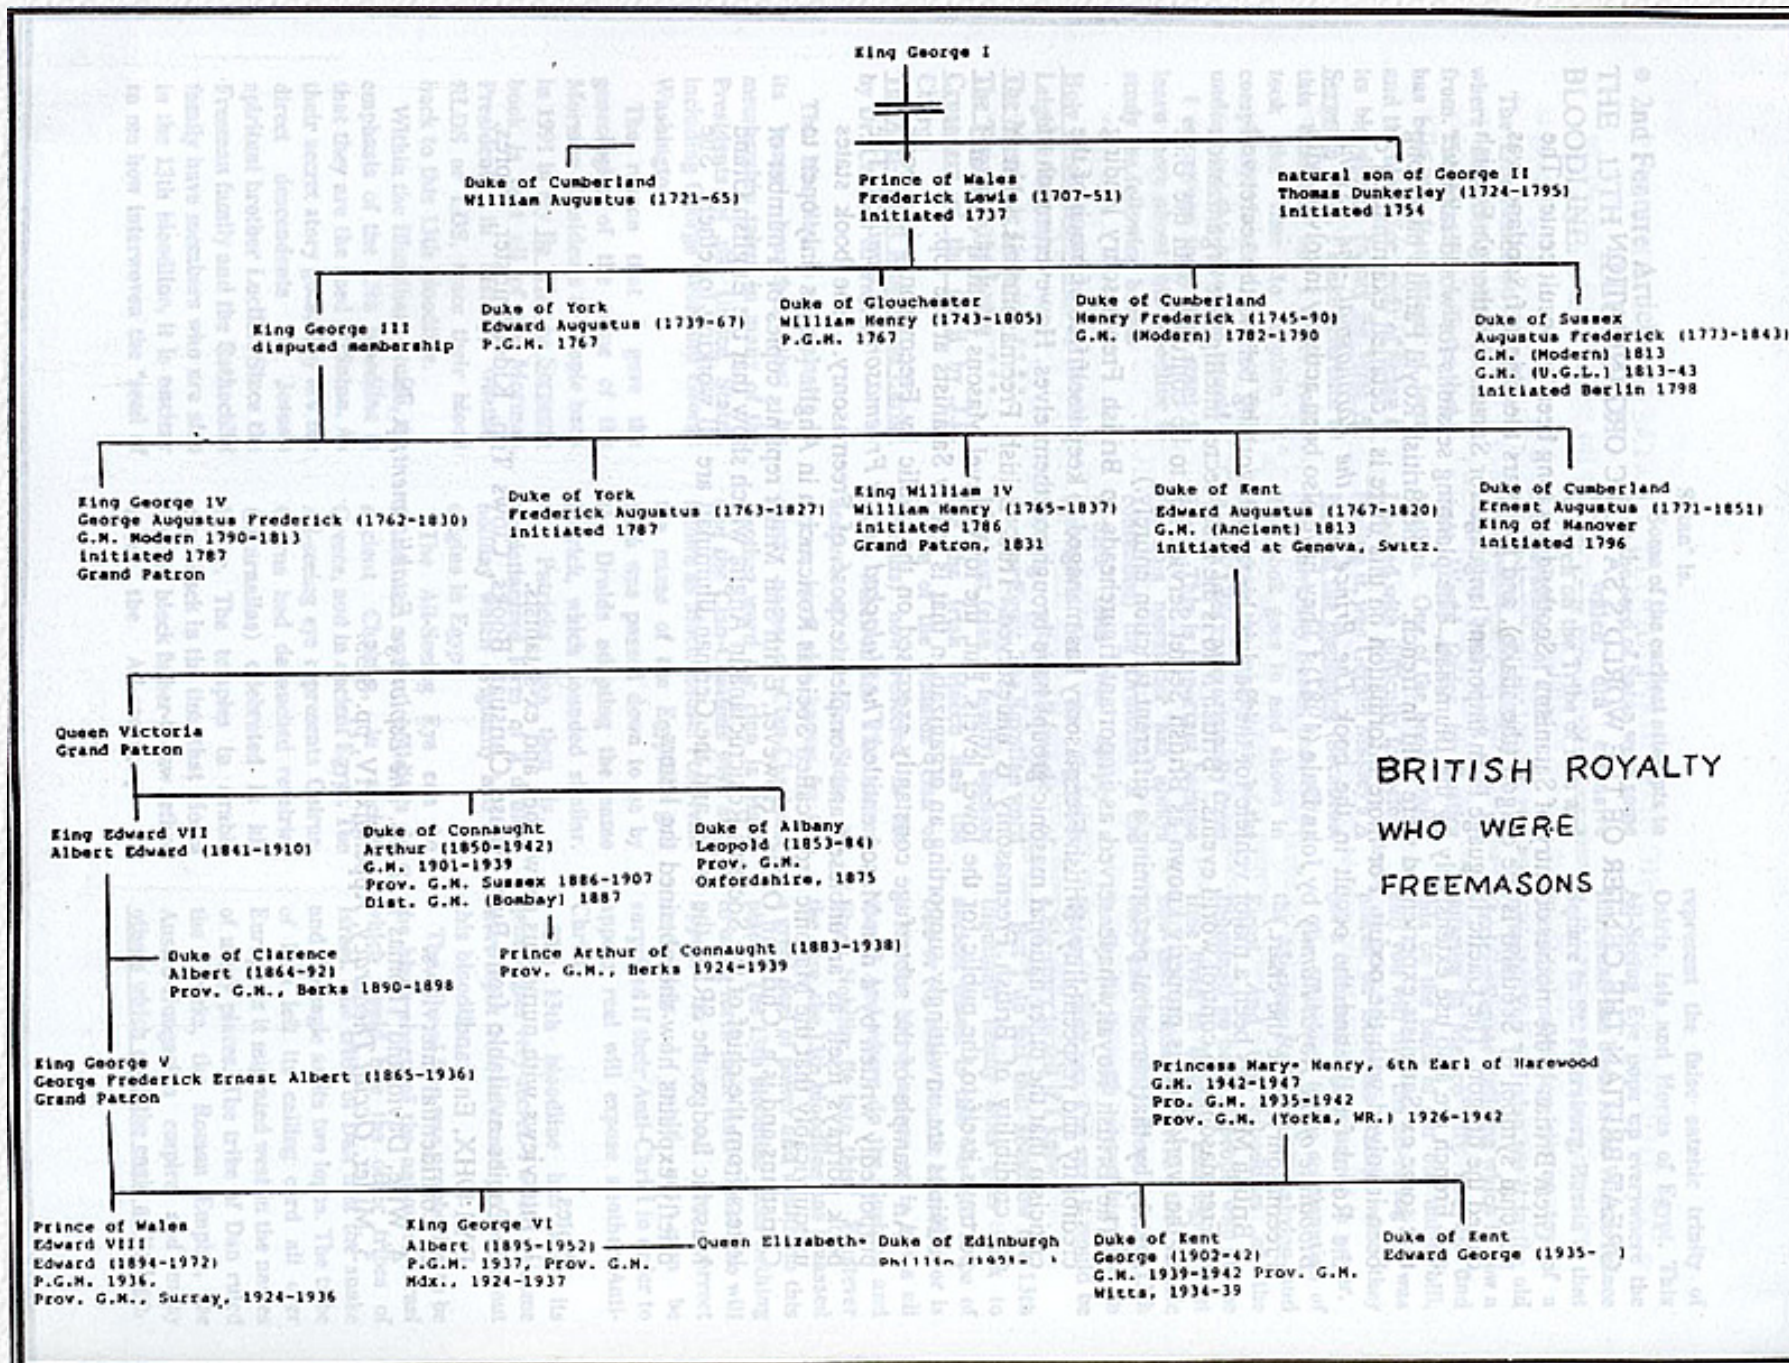 King George I
Duke of Cumberland
William Augustus (1721-65)
Prince of Wales
Frederick Lewis (1707-51)
initiated 1737
natural son of George II
Thomas Dunkerley (1724-1795)
initiated 1754
King George III
disputed membership
Duke of York
Edward Augustus (1739-67)
P.G.M. 1767
Duke of Glouchester
William Henry (1743-1805)
P.G.M. 1767
Duke of Cumberland
Henry Frederick (1745-90)
G.M. (Modern) 1782-1790
Duke of Sussex
Augustus Frederick (1773-1843)
G.M. (Modern) 1813
G.M. (U.G.L.) 1813-43
initiated Berlin 1798
King George IV
George Augustus Frederick (1762-1830)
G.M. Modern 1790-1813
initiated 1787
Grand Patron
Duke of York
Frederick Augustus (1763-1827)
initiated 1787
King William IV
William Henry (1765-1837)
initiated 1786
Grand Patron, 1831
Duke of Kent
Edward Augustus (1767-1820)
G.M. (Ancient) 1813
initiated at Geneva, Switz.
Duke of Cumberland
Ernest Augustus (1771-1851)
King of Hanover
initiated 1796
Queen Victoria
Grand Patron
BRITISH ROYALTY
WHO WERE
FREEMASONS
King Edward VII
Albert Edward (1841-1910)
Duke of Connaught
Arthur (1850-1942)
G.M. 1901-1939
Prov. G.M. Sussex 1886-1907
Dist. G.M. (Bombay) 1887
Duke of Albany
Leopold (1853-84)
Prov. G.M.
Oxfordshire, 1875
Duke of Clarence
Albert (1864-92)
Prov. G.M., Berks 1890-1898
Prince Arthur of Connaught (1883-1938)
Prov. G.M., Berks 1924-1939
King George V
George Frederick Ernest Albert (1865-1936)
Grand Patron
Princess Mary- Henry, 6th Earl of Harewood
G.M. 1942-1947
Pro. G.M. 1935-1942
Prov. G.M. (Yorks, WR.) 1926-1942
Prince of Wales
Edward VIII
Edward (1894-1972)
P.G.M. 1936,
Prov. G.M., Surray, 1924-1936
King George VI
Albert (1895-1952)
P.G.M. 1937, Prov. G.M.
Mdx., 1924-1937
Queen Elizabeth- Duke of Edinburgh
Duke of Kent
George (1902-42)
G.M. 1939-1942 Prov. G.M.
Witts, 1934-39
Duke of Kent
Edward George (1935- )